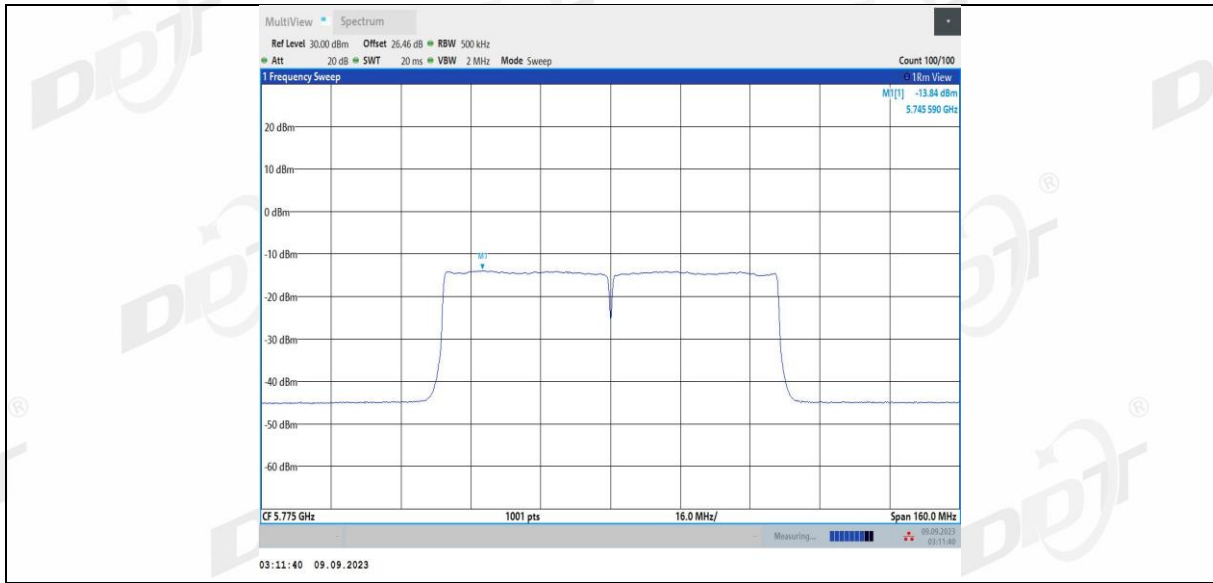 MultiView Spectrum
Ref Level 30.00 dBm Offset 26.46 dB RBW 500 kHz
Att 20 dB SWT 20 ms VBW 2 MHz Mode Sweep Count 100/100
1 Frequency Sweep 1Rm View
M1[1] -13.84 dBm
5.745 590 GHz
20 dBm
10 dBm
0 dBm
-10 dBm
M1
-20 dBm
-30 dBm
-40 dBm
-50 dBm
-60 dBm
CF 5.775 GHz 1001 pts 16.0 MHz/ Span 160.0 MHz
Measuring... 09.09.2023
03:11:40
03:11:40 09.09.2023